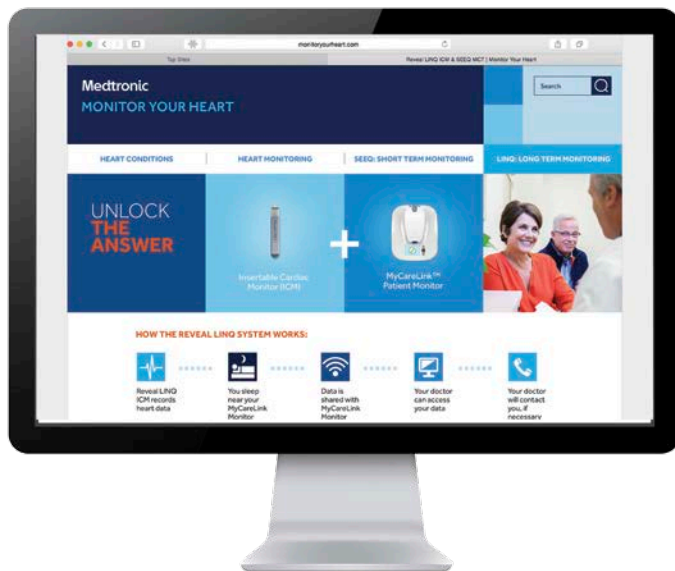 monitoryourheart.com
Top Sites
Reveal LINQ ICM & SEEQ MCT | Monitor Your Heart
Medtronic
MONITOR YOUR HEART
Search
HEART CONDITIONS
HEART MONITORING
SEEQ: SHORT TERM MONITORING
LINQ: LONG TERM MONITORING
UNLOCK
THE
ANSWER
Insertable Cardiac
Monitor (ICM)
+
MyCareLink™
Patient Monitor
HOW THE REVEAL LINQ SYSTEM WORKS:
Reveal LINQ
ICM records
heart data
You sleep
near your
MyCareLink
Monitor
Data is
shared with
MyCareLink
Monitor
Your doctor
can access
your data
Your doctor
will contact
you, if
necessary